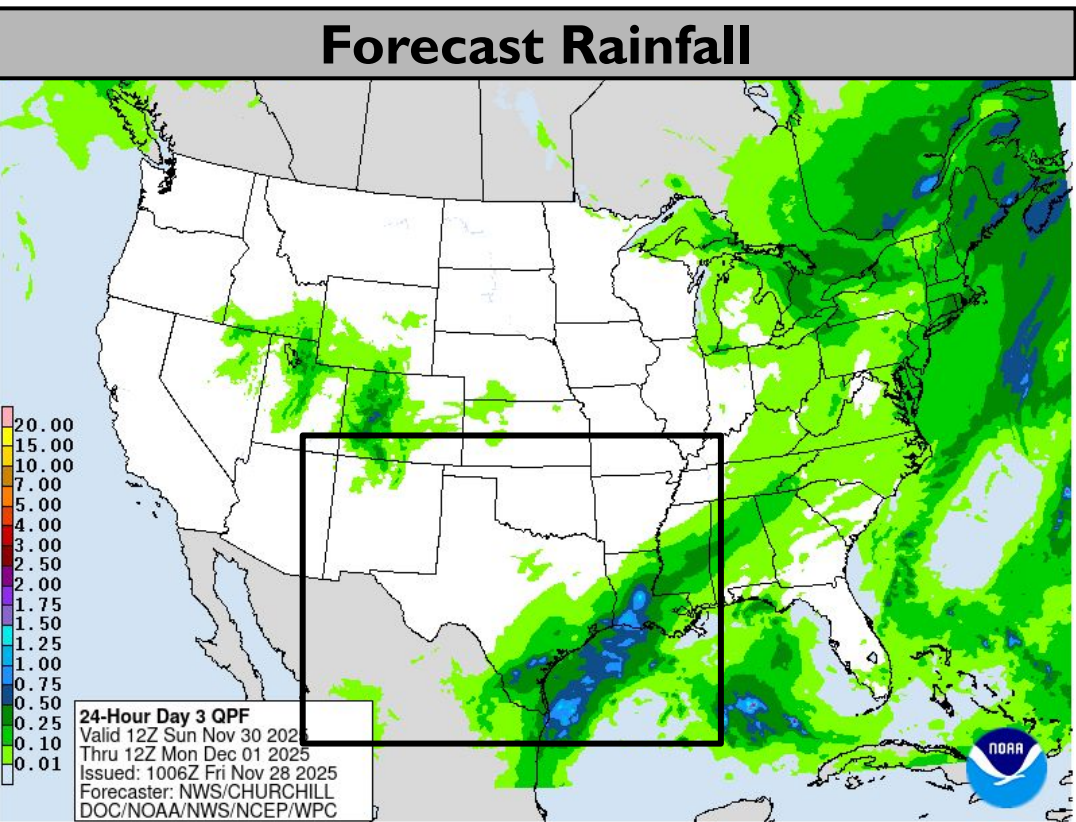 Forecast Rainfall
20.00
15.00
10.00
7.00
5.00
4.00
3.00
2.50
2.00
1.75
1.50
1.25
1.00
0.75
0.50
0.25
0.10
0.01
24-Hour Day 3 QPF
Valid 12Z Sun Nov 30 2025
Thru 12Z Mon Dec 01 2025
Issued: 1006Z Fri Nov 28 2025
Forecaster: NWS/CHURCHILL
DOC/NOAA/NWS/NCEP/WPC
NOAA